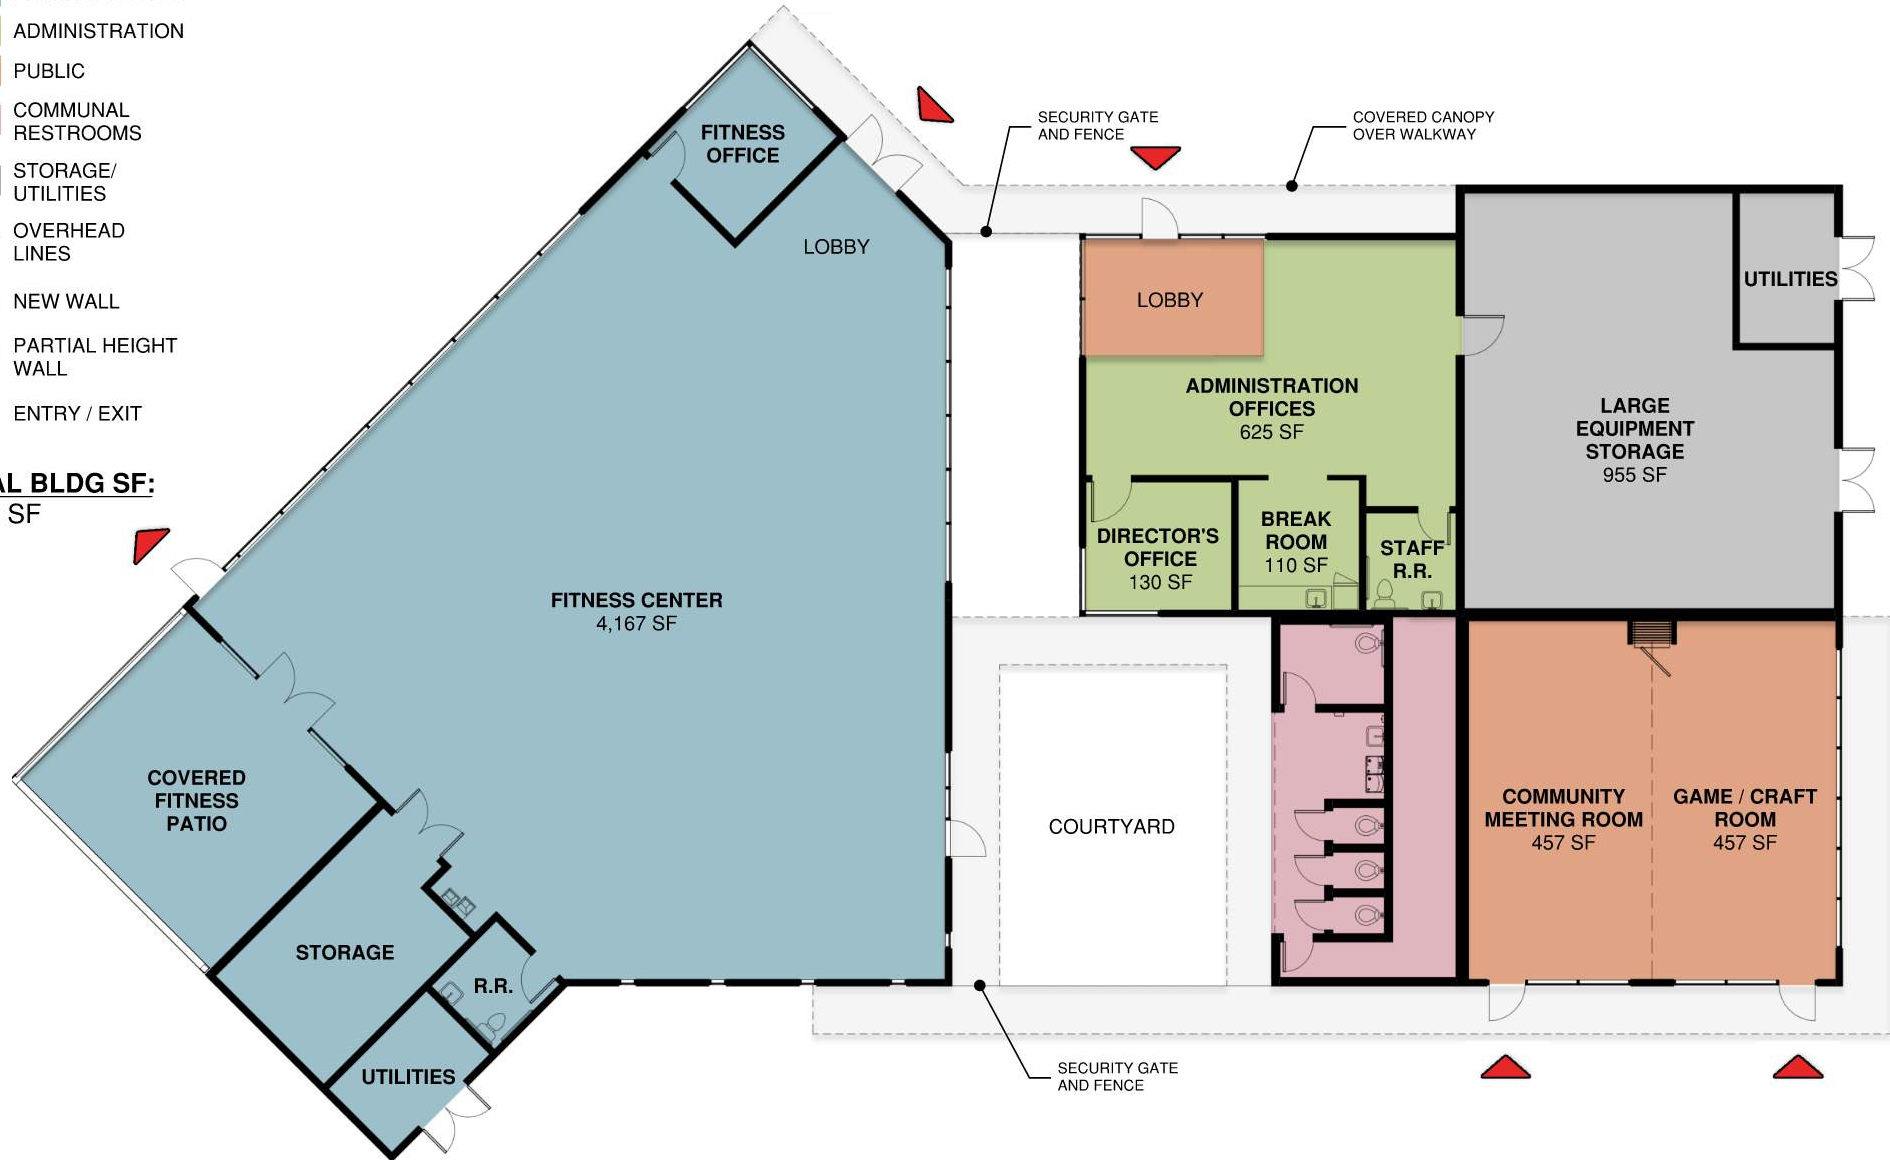 ADMINISTRATION
PUBLIC
COMMUNAL
RESTROOMS
STORAGE/
UTILITIES
OVERHEAD
LINES
NEW WALL
PARTIAL HEIGHT
WALL
ENTRY / EXIT
BLDG SF:
SF
FITNESS
OFFICE
LOBBY
SECURITY GATE
AND FENCE
COVERED CANOPY
OVER WALKWAY
LOBBY
UTILITIES
ADMINISTRATION
OFFICES
625 SF
LARGE
EQUIPMENT
STORAGE
955 SF
DIRECTOR'S
OFFICE
130 SF
BREAK
ROOM
110 SF
STAFF
R.R.
FITNESS CENTER
4,167 SF
COVERED
FITNESS
PATIO
COURTYARD
COMMUNITY
MEETING ROOM
457 SF
GAME / CRAFT
ROOM
457 SF
STORAGE
R.R.
UTILITIES
SECURITY GATE
AND FENCE